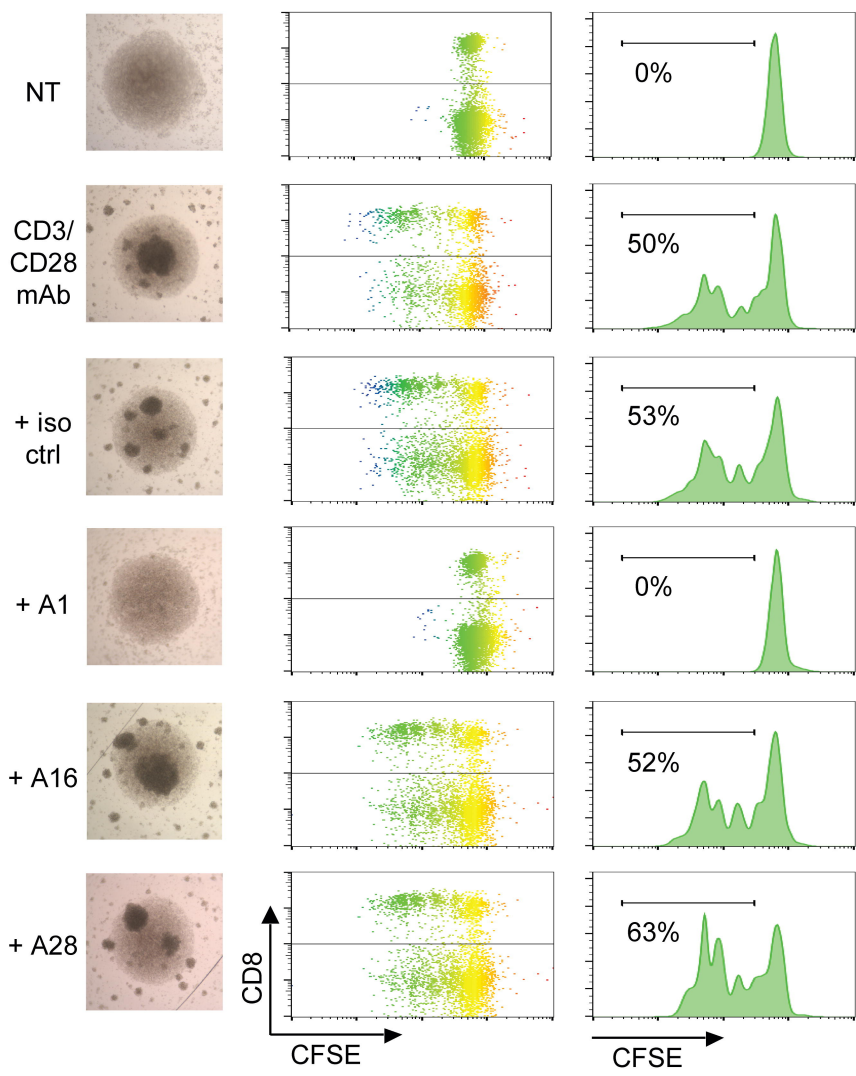 NT
0%
CD3/
CD28
mAb
50%
+ iso
ctrl
53%
+ A1
0%
+ A16
52%
+ A28
63%
CD8
CFSE
CFSE